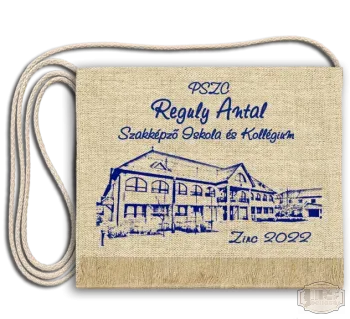 PSZC
Reguly Antal
Szakképző Iskola és Kollégium
Zirc 2022